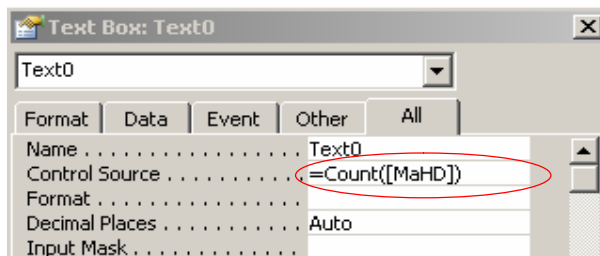 Text Box: Text0
Text0
Format Data Event Other All
Name . . . . . . . . . . . . . . . . . Text0
Control Source . . . . . . . . . . =Count([MaHD])
Format . . . . . . . . . . . . . . . .
Decimal Places . . . . . . . . . . Auto
Input Mask . . . . . . . . . . . . .